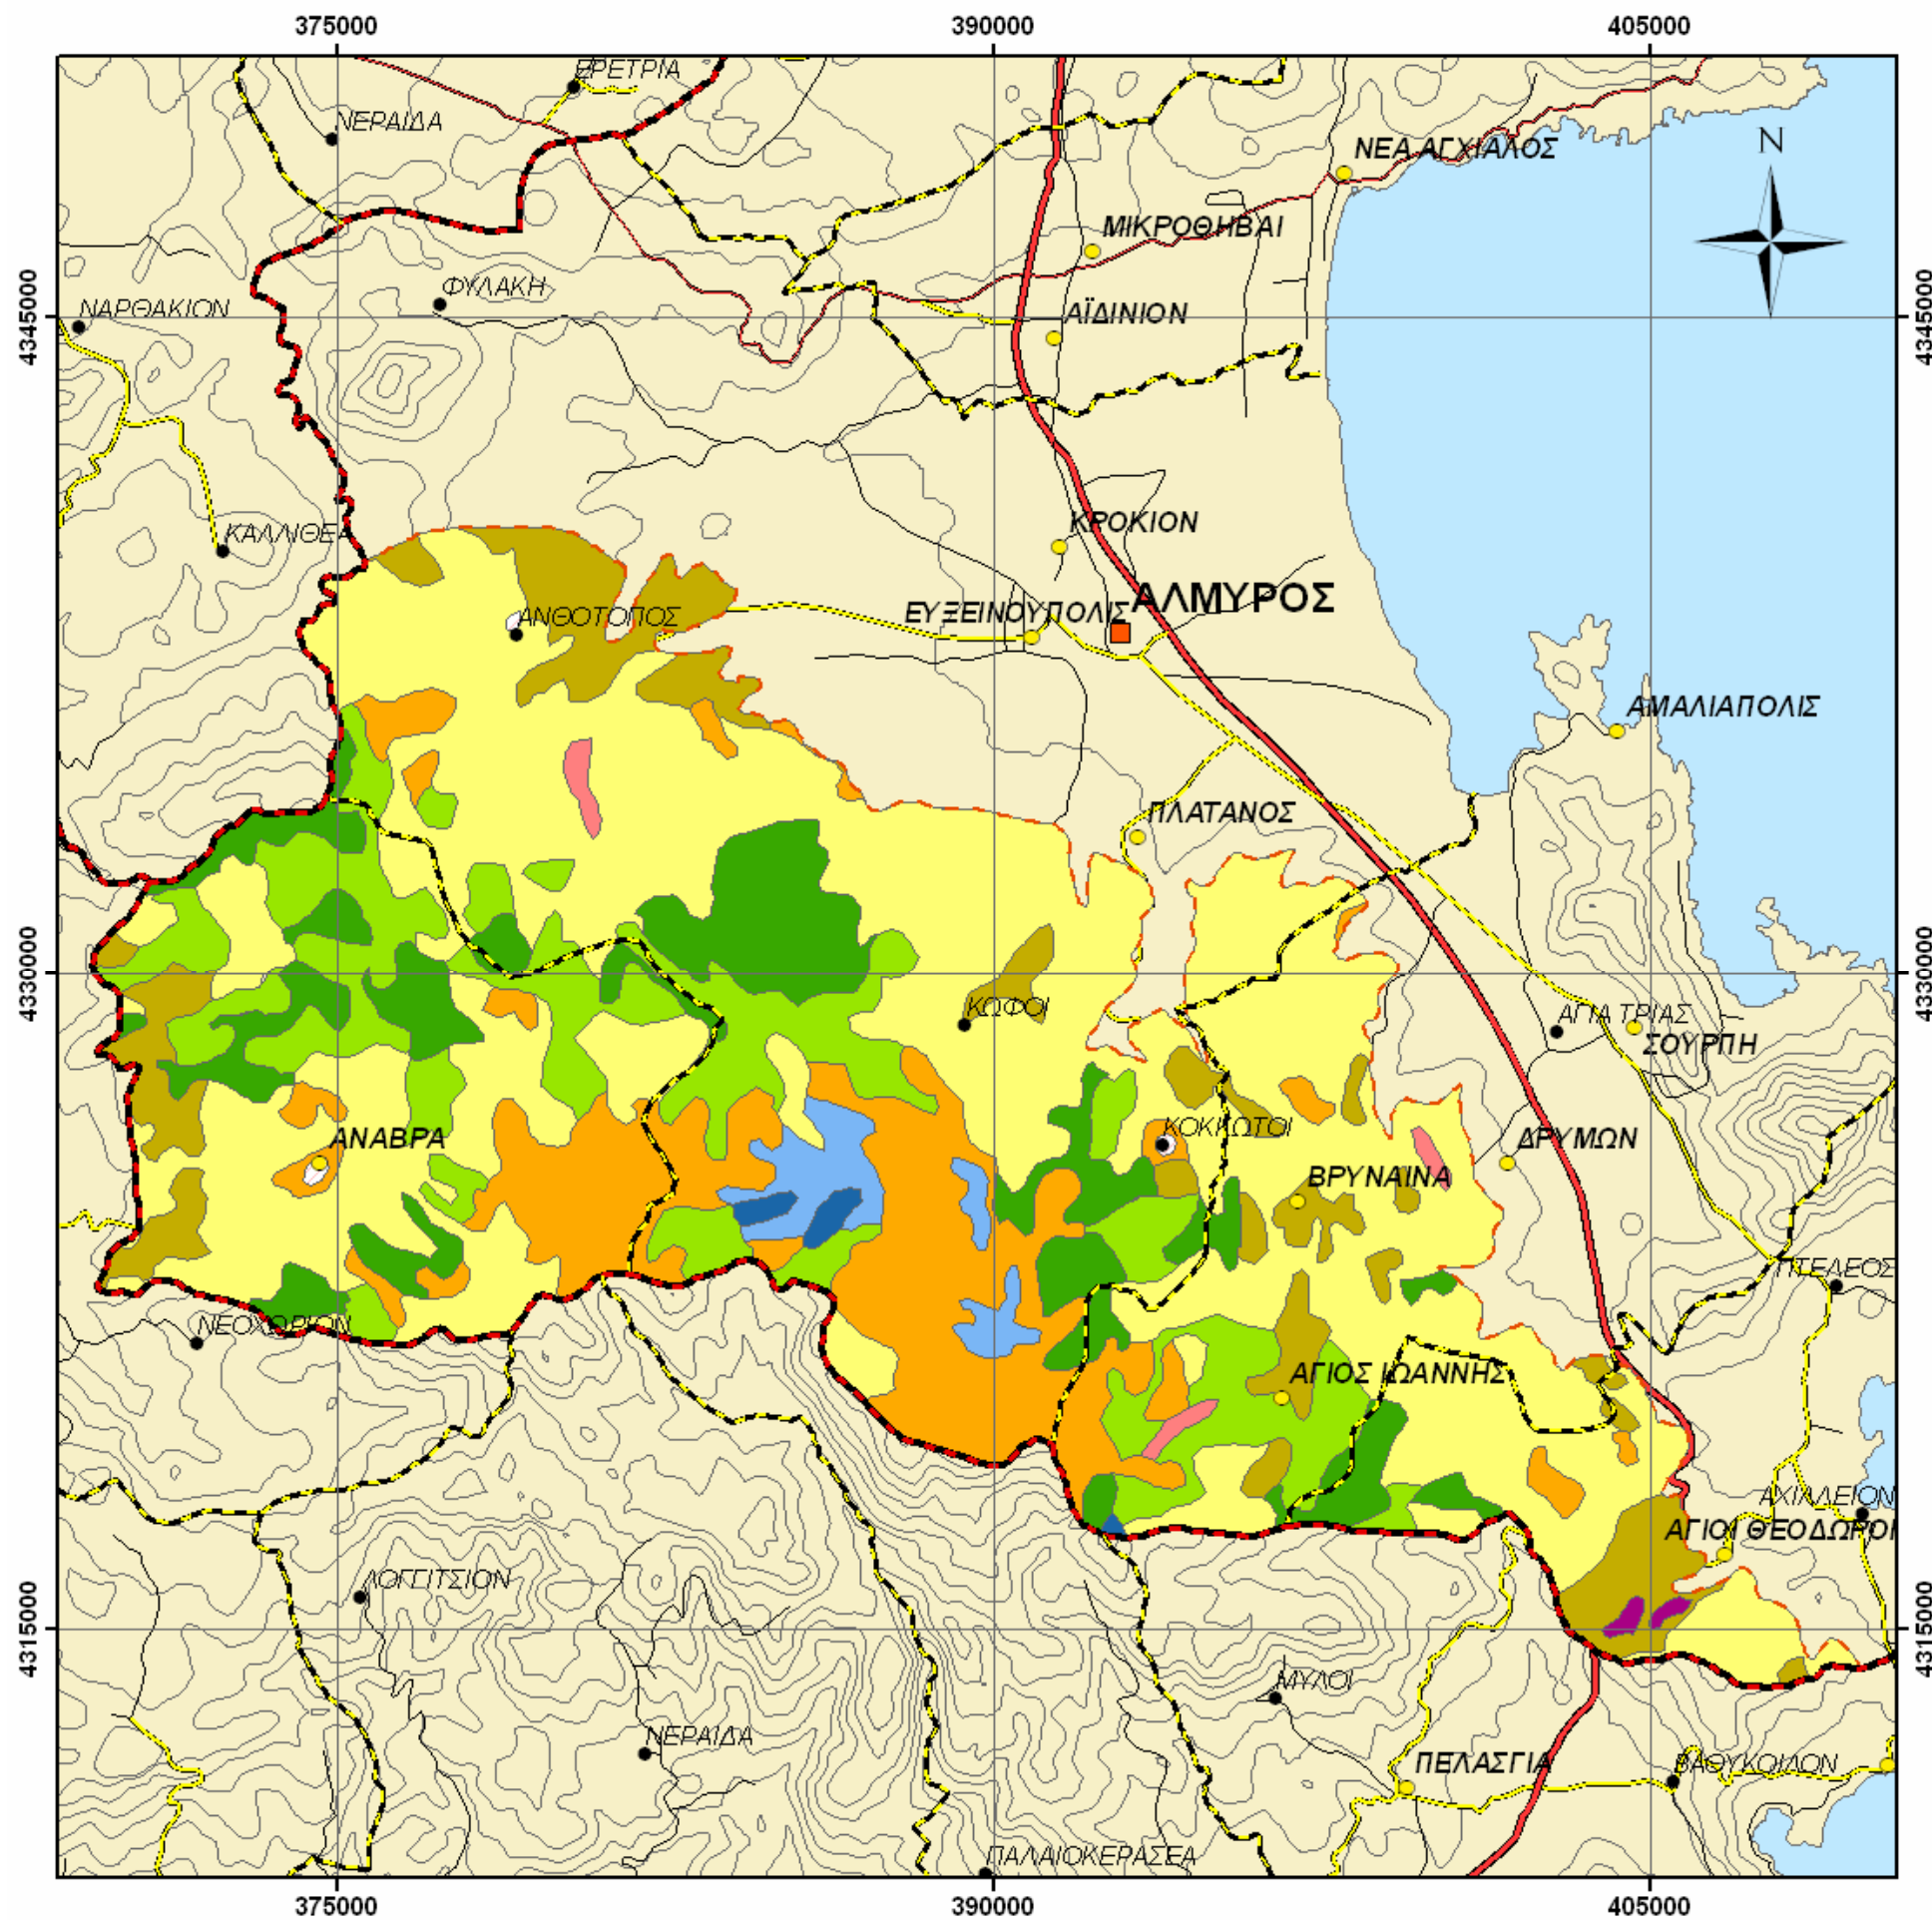 375000 390000 405000
ΕΡΕΤΡΙΑ
ΝΕΡΑΙΔΑ
ΝΕΑ ΑΓΧΙΑΛΟΣ
N
ΜΙΚΡΟΘΗΒΑΙ
ΦΥΛΑΚΗ
ΝΑΡΘΑΚΙΟΝ
ΑΪΔΙΝΙΟΝ
4345000 4345000
ΚΡΟΚΙΟΝ
ΚΑΛΛΙΘΕΑ
ΑΛΜΥΡΟΣ
ΕΥΞΕΙΝΟΥΠΟΛΙΣ
ΑΝΘΟΤΟΠΟΣ
ΑΜΑΛΙΑΠΟΛΙΣ
ΠΛΑΤΑΝΟΣ
4330000 4330000
ΚΩΦΟΙ
ΑΓΙΑ ΤΡΙΑΣ
ΣΟΥΡΠΗ
ΚΟΚΚΩΤΟΙ
ΑΝΑΒΡΑ
ΔΡΥΜΩΝ
ΒΡΥΝΑΙΝΑ
ΠΤΕΛΕΟΣ
ΝΕΟΧΩΡΙΟΝ
ΑΓΙΟΣ ΙΩΑΝΝΗΣ
ΑΧΙΛΛΕΙΟΝ
ΑΓΙΟΙ ΘΕΟΔΩΡΟΙ
ΛΟΓΓΙΤΣΙΟΝ
4315000 4315000
ΜΥΛΟΙ
ΝΕΡΑΙΔΑ
ΠΕΛΑΣΓΙΑ
ΒΑΘΥΚΟΙΛΟΝ
ΠΑΛΑΙΟΚΕΡΑΣΕΑ
375000 390000 405000